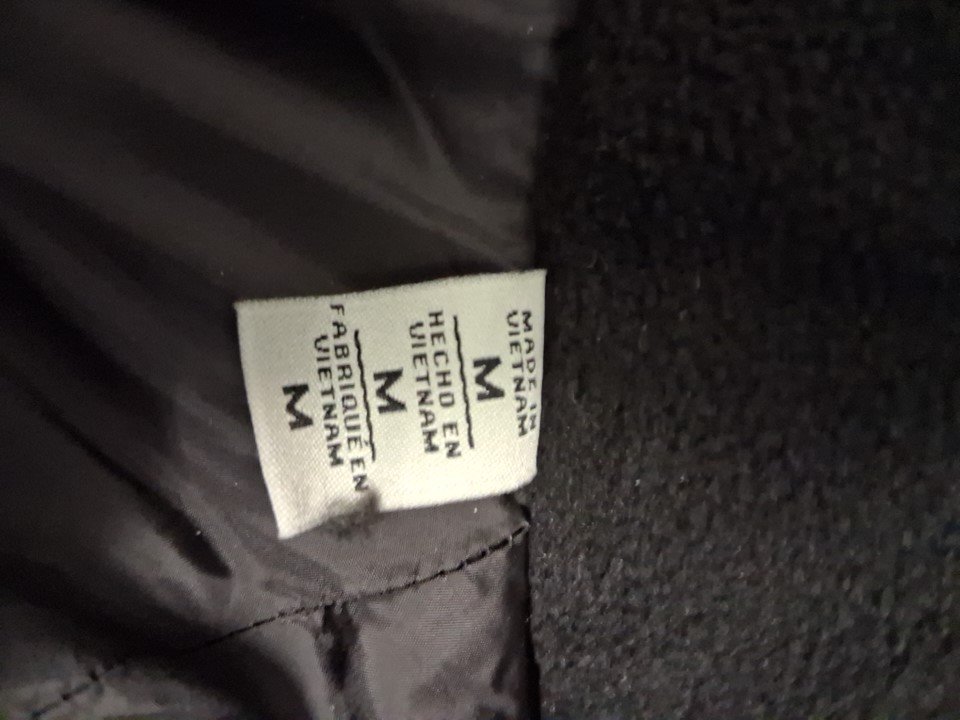 MADE IN
VIETNAM
M
HECHO EN
VIETNAM
M
FABRIQUÉ EN
VIETNAM
M